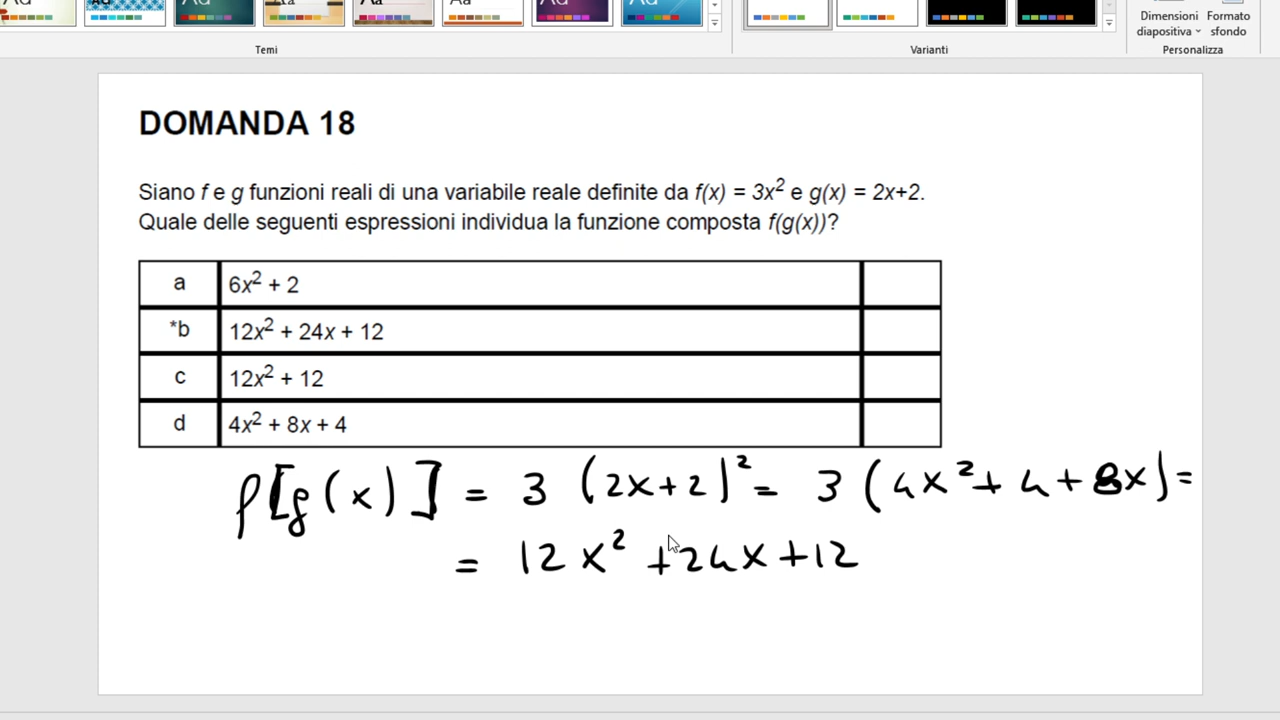 Temi
Varianti
Dimensioni
diapositiva
Formato
sfondo
Personalizza
DOMANDA 18
Siano f e g funzioni reali di una variabile reale definite da f(x) = 3x² e g(x) = 2x+2.
Quale delle seguenti espressioni individua la funzione composta f(g(x))?
a 6x² + 2
*b 12x² + 24x + 12
c 12x² + 12
d 4x² + 8x + 4
f[g(x)] = 3 (2x+2)² = 3 (4x² + 4 + 8x) =
= 12x² + 24x + 12